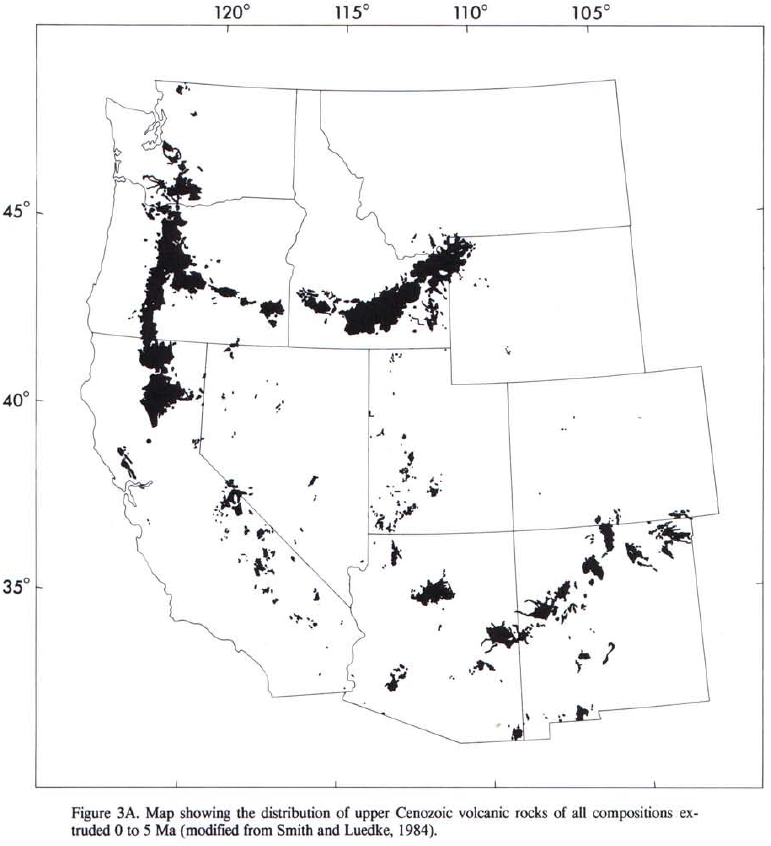 120° 115° 110° 105°
45°
40°
35°
Figure 3A. Map showing the distribution of upper Cenozoic volcanic rocks of all compositions ex-
truded 0 to 5 Ma (modified from Smith and Luedke, 1984).